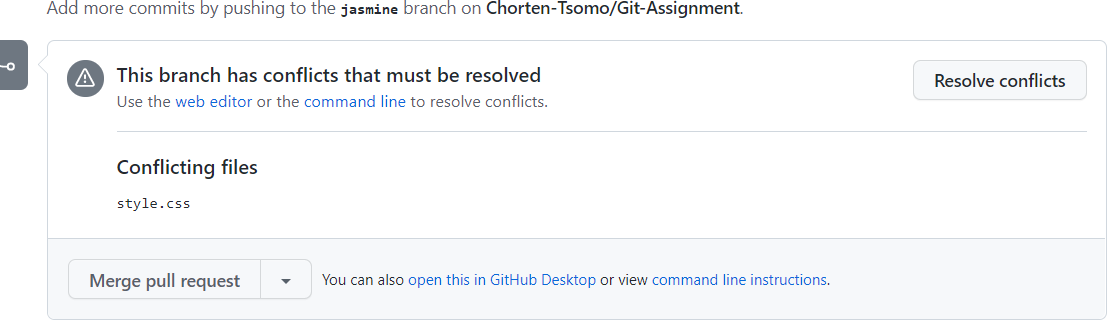 Add more commits by pushing to the jasmine branch on Chorten-Tsomo/Git-Assignment.
This branch has conflicts that must be resolved
Resolve conflicts
Use the web editor or the command line to resolve conflicts.
Conflicting files
style.css
Merge pull request
You can also open this in GitHub Desktop or view command line instructions.